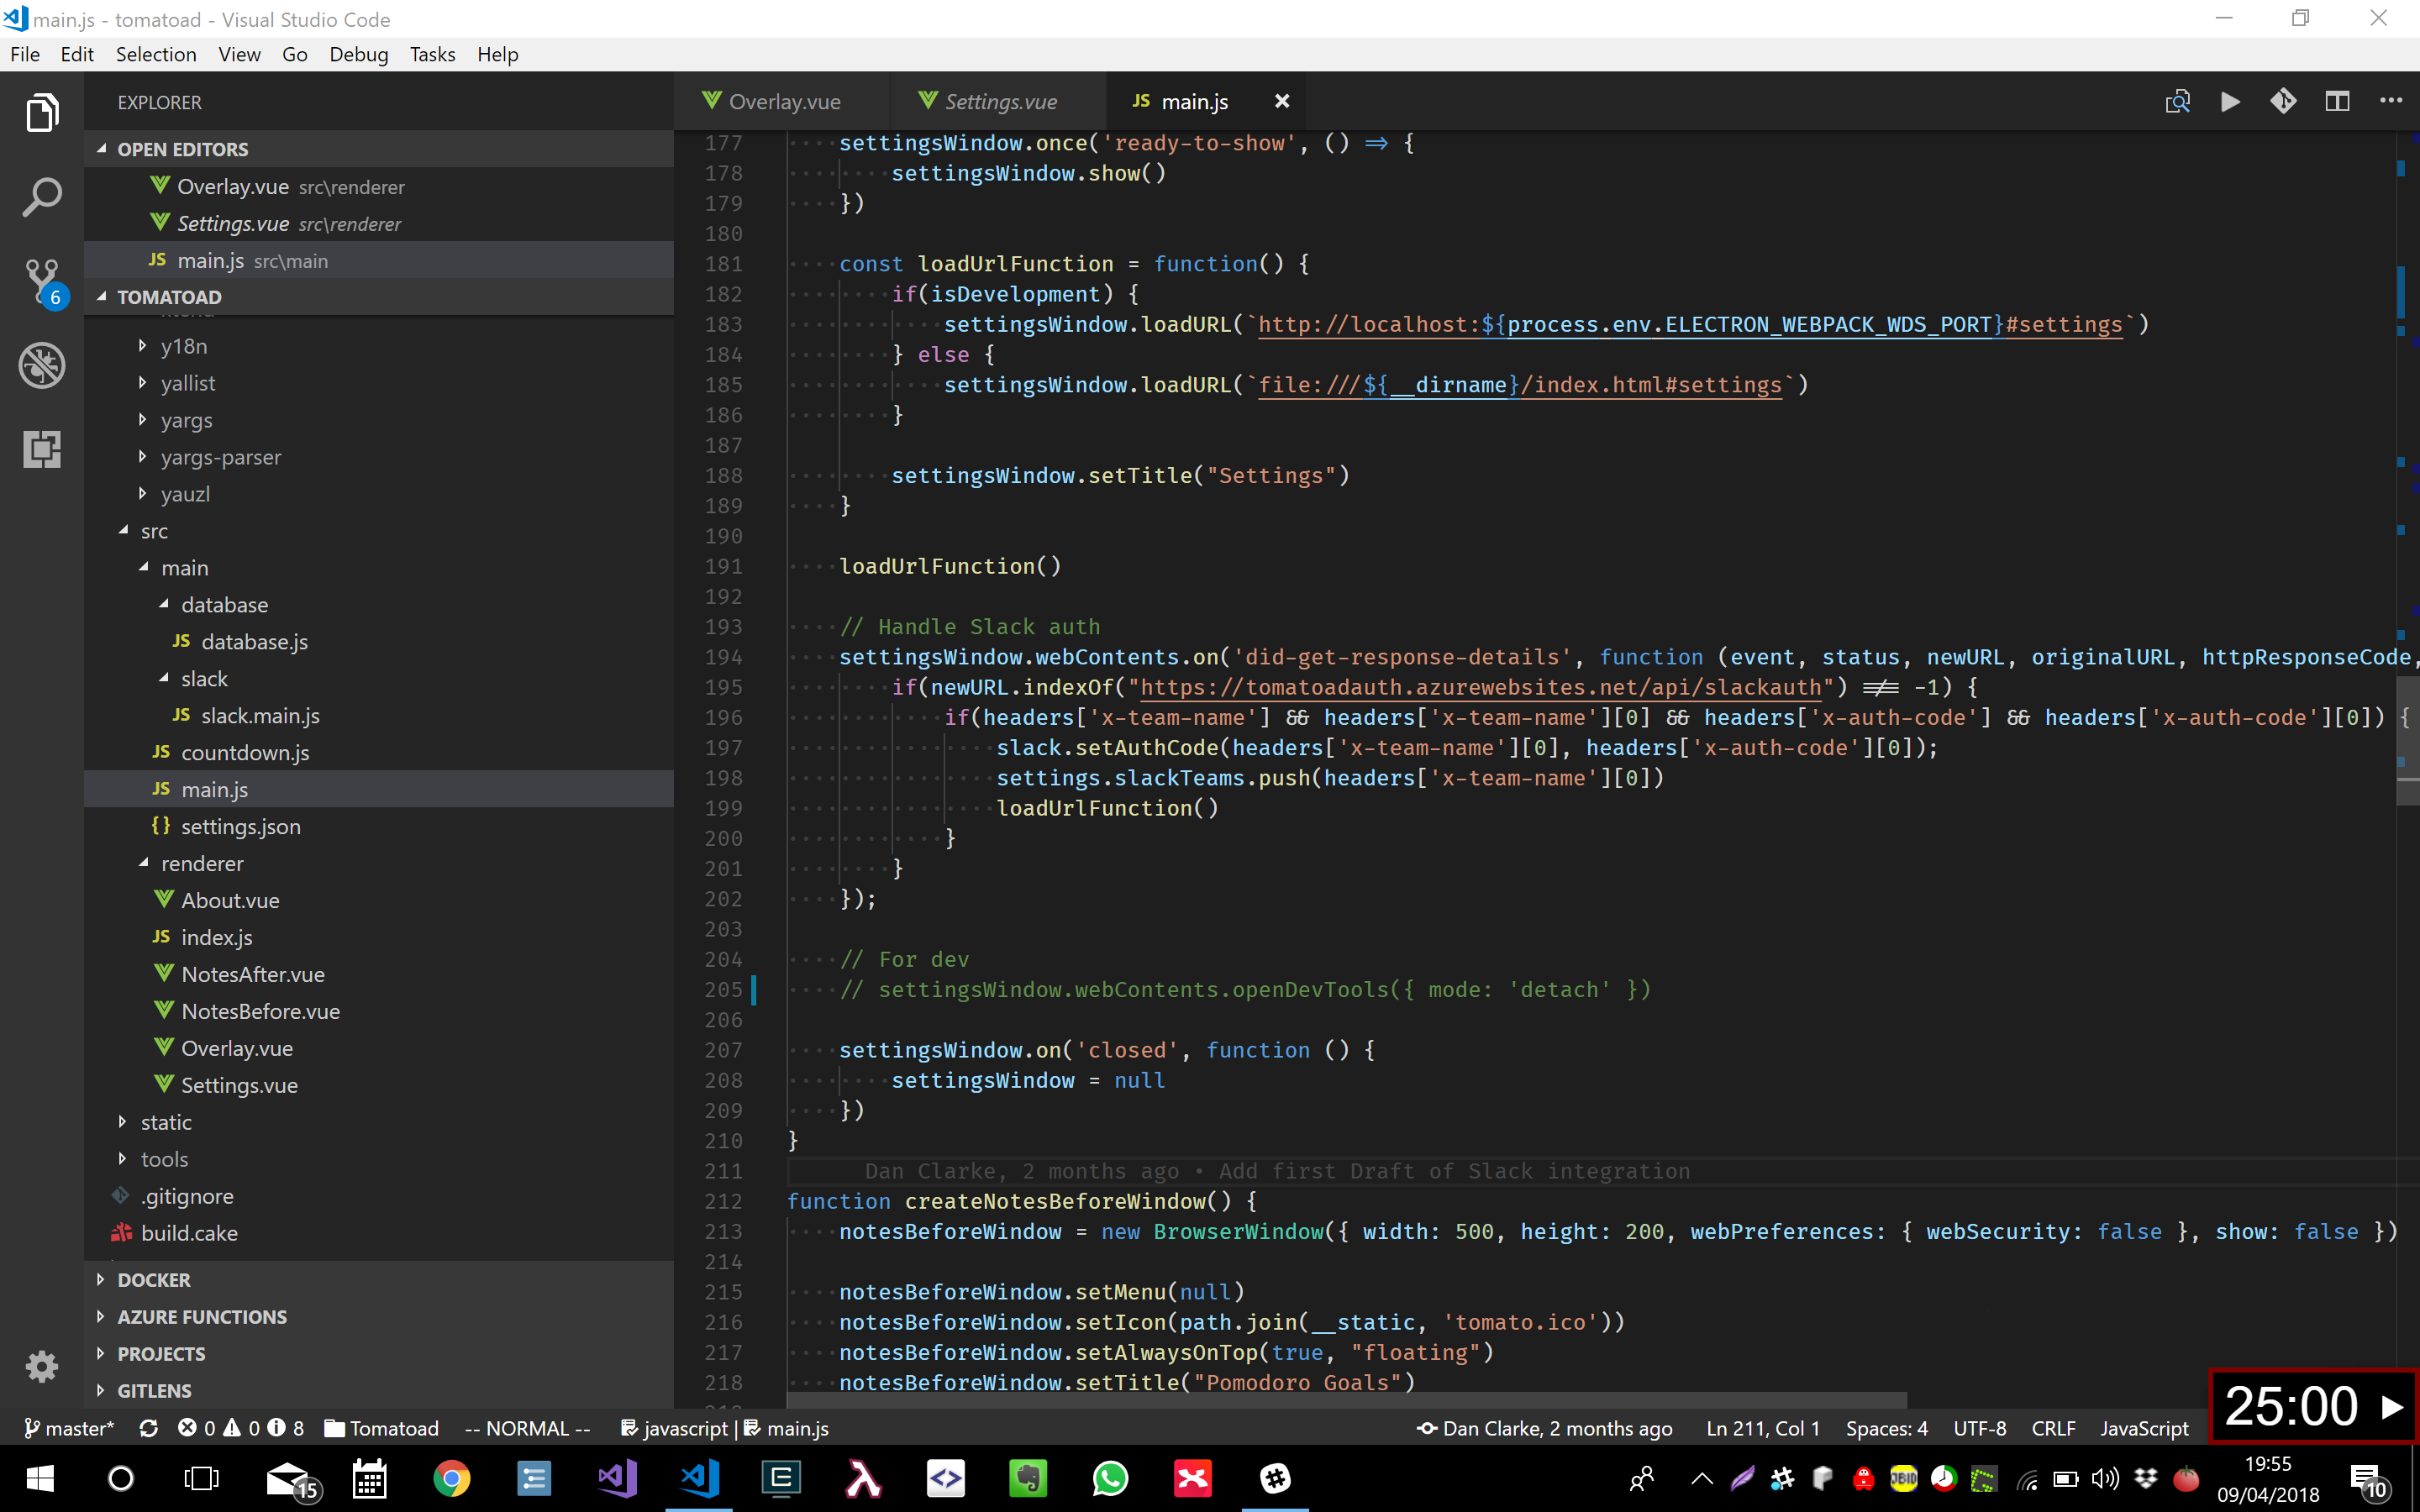 main.js - tomatoad - Visual Studio Code
File Edit Selection View Go Debug Tasks Help
EXPLORER
OPEN EDITORS
Overlay.vue src\renderer
Settings.vue src\renderer
JS main.js src\main
6
TOMATOAD
y18n
yallist
yargs
yargs-parser
yauzl
src
main
database
JS database.js
slack
JS slack.main.js
JS countdown.js
JS main.js
{} settings.json
renderer
About.vue
JS index.js
NotesAfter.vue
NotesBefore.vue
Overlay.vue
Settings.vue
static
tools
.gitignore
build.cake
DOCKER
AZURE FUNCTIONS
PROJECTS
GITLENS
Overlay.vue Settings.vue JS main.js
177 settingsWindow.once('ready-to-show', () => {
178 settingsWindow.show()
179 })
180
181 const loadUrlFunction = function() {
182 if(isDevelopment) {
183 settingsWindow.loadURL(`http://localhost:${process.env.ELECTRON_WEBPACK_WDS_PORT}#settings`)
184 } else {
185 settingsWindow.loadURL(`file:///${__dirname}/index.html#settings`)
186 }
187
188 settingsWindow.setTitle("Settings")
189 }
190
191 loadUrlFunction()
192
193 // Handle Slack auth
194 settingsWindow.webContents.on('did-get-response-details', function (event, status, newURL, originalURL, httpResponseCode,
195 if(newURL.indexOf("https://tomatoadauth.azurewebsites.net/api/slackauth") !== -1) {
196 if(headers['x-team-name'] && headers['x-team-name'][0] && headers['x-auth-code'] && headers['x-auth-code'][0]) {
197 slack.setAuthCode(headers['x-team-name'][0], headers['x-auth-code'][0]);
198 settings.slackTeams.push(headers['x-team-name'][0])
199 loadUrlFunction()
200 }
201 }
202 });
203
204 // For dev
205 // settingsWindow.webContents.openDevTools({ mode: 'detach' })
206
207 settingsWindow.on('closed', function () {
208 settingsWindow = null
209 })
210 }
211 Dan Clarke, 2 months ago • Add first Draft of Slack integration
212 function createNotesBeforeWindow() {
213 notesBeforeWindow = new BrowserWindow({ width: 500, height: 200, webPreferences: { webSecurity: false }, show: false })
214
215 notesBeforeWindow.setMenu(null)
216 notesBeforeWindow.setIcon(path.join(__static, 'tomato.ico'))
217 notesBeforeWindow.setAlwaysOnTop(true, "floating")
218 notesBeforeWindow.setTitle("Pomodoro Goals")
25:00
master* 0 0 8 Tomatoad -- NORMAL -- javascript | main.js Dan Clarke, 2 months ago Ln 211, Col 1 Spaces: 4 UTF-8 CRLF JavaScript
15
JBID
19:55
09/04/2018
10